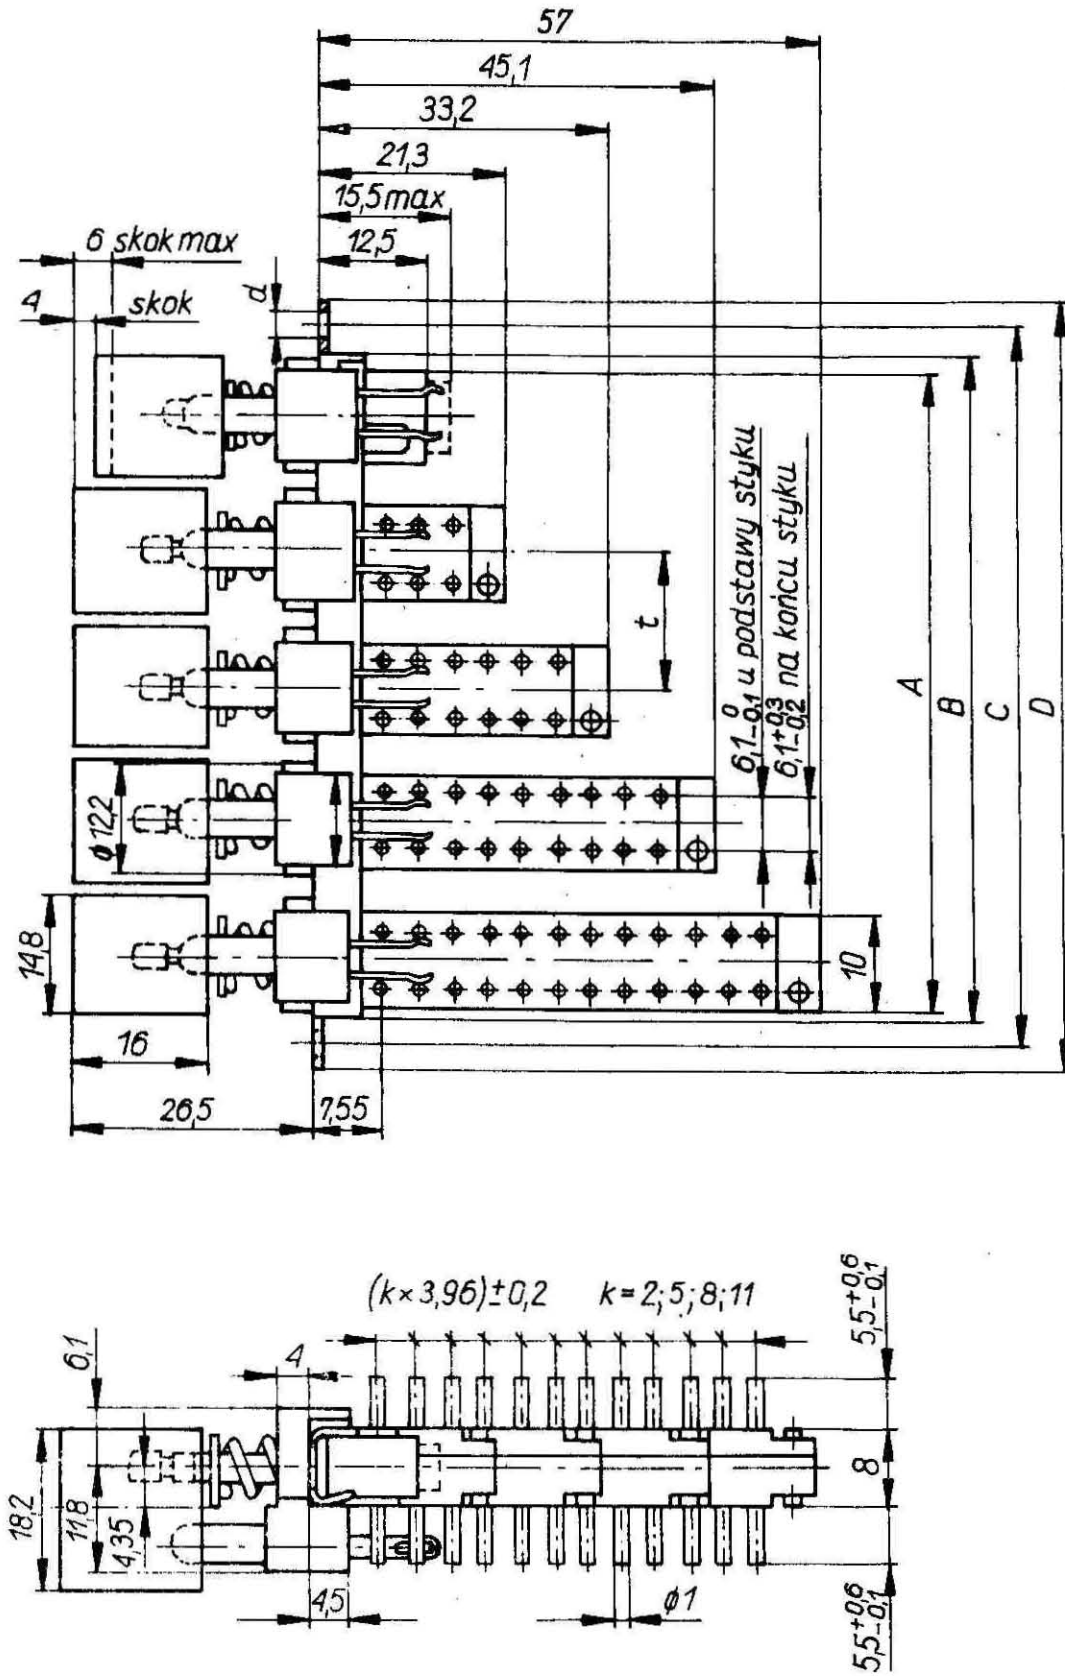 57
45,1
33,2
21,3
15,5 max
12,5
6 skok max
4 skok
d
t
6,1 0 -0,1 u podstawy styku
6,1 +0,3 -0,2 na końcu styku
A
B
C
D
ϕ 12,2
14,8
10
16
26,5
7,55
(k × 3,96) ± 0,2 k = 2; 5; 8; 11
5,5 +0,6 -0,1
6,1
4
18,2
11,8
4,35
8
4,5
ϕ 1
5,5 +0,6 -0,1